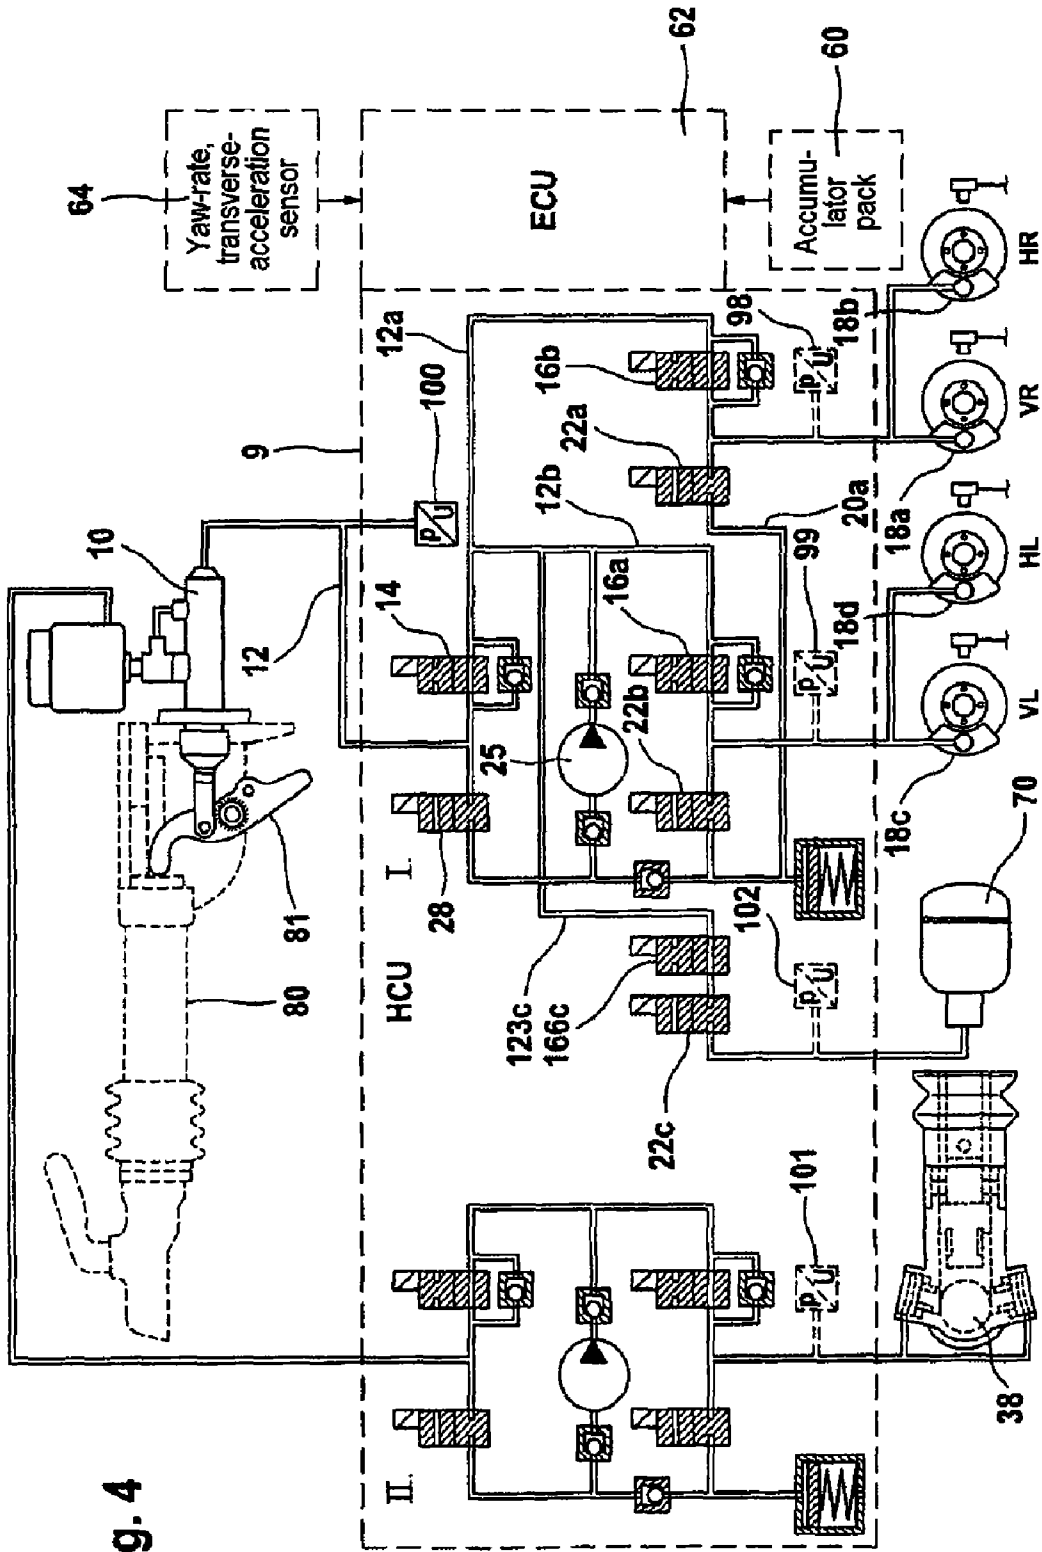 g. 4
64
Yaw-rate,
transverse-
acceleration
sensor
62
ECU
60
Accumu-
lator
pack
9
12a
100
P
U
10
12
14
16b
98
P
U
18b
HR
22a
12b
20a
VR
18a
16a
99
P
U
HL
18d
22b
25
VL
18c
I.
28
81
80
HCU
123c
166c
22c
102
P
U
70
101
P
U
II.
38